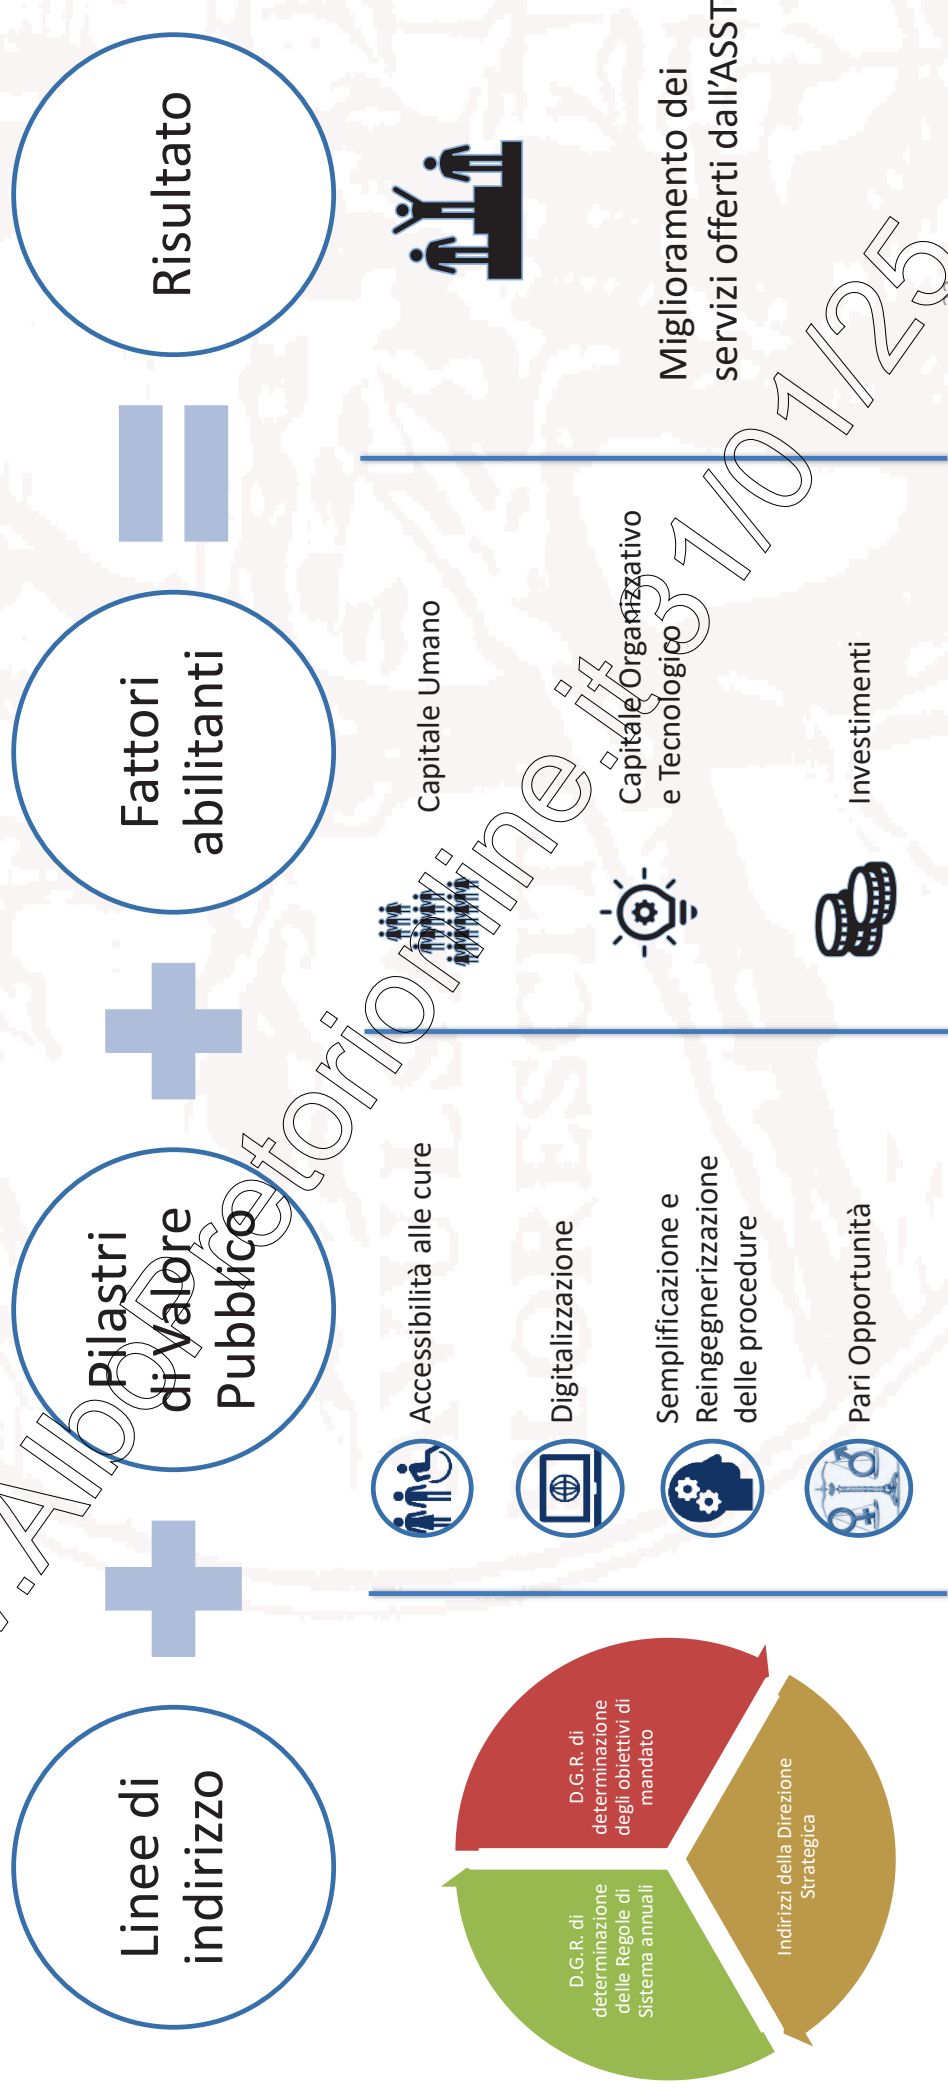 Linee di
indirizzo
Pilastri
di Valore
Pubblico
Fattori
abilitanti
Risultato
D.G.R. di
determinazione
delle Regole di
Sistema annuali
D.G.R. di
determinazione
degli obiettivi di
mandato
Indirizzi della Direzione
Strategica
Accessibilità alle cure
Digitalizzazione
Semplificazione e
Reingegnerizzazione
delle procedure
Pari Opportunità
Capitale Umano
Capitale Organizzativo
e Tecnologico
Investimenti
Miglioramento dei
servizi offerti dall'ASST
.AlboPretorionline.it 31/01/25